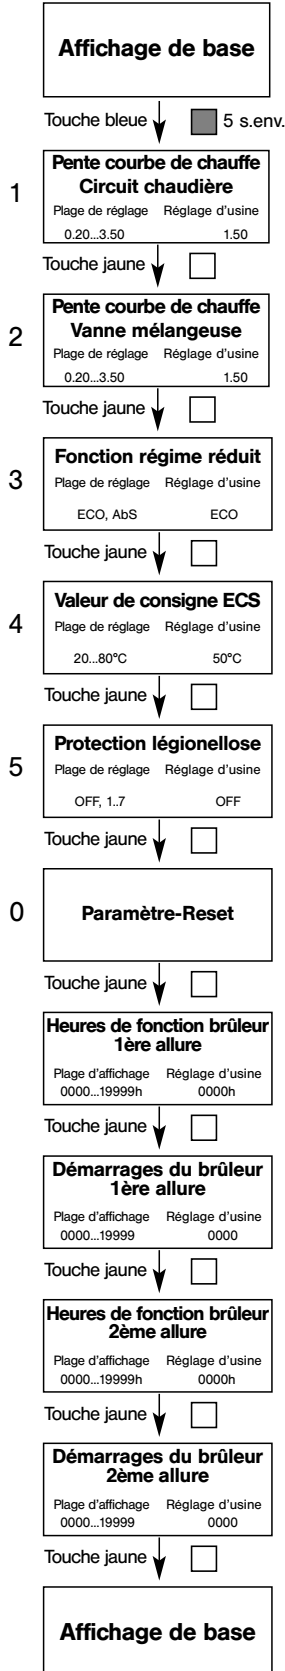 Affichage de base
Touche bleue 5 s.env.
Pente courbe de chauffe
1 Circuit chaudière
Plage de réglage Réglage d'usine
0.20...3.50 1.50
Touche jaune
Pente courbe de chauffe
2 Vanne mélangeuse
Plage de réglage Réglage d'usine
0.20...3.50 1.50
Touche jaune
Fonction régime réduit
3 Plage de réglage Réglage d'usine
ECO, AbS ECO
Touche jaune
Valeur de consigne ECS
4 Plage de réglage Réglage d'usine
20...80°C 50°C
Touche jaune
Protection légionellose
5 Plage de réglage Réglage d'usine
OFF, 1..7 OFF
Touche jaune
0 Paramètre-Reset
Touche jaune
Heures de fonction brûleur
1ère allure
Plage d'affichage Réglage d'usine
0000...19999h 0000h
Touche jaune
Démarrages du brûleur
1ère allure
Plage d'affichage Réglage d'usine
0000...19999 0000
Touche jaune
Heures de fonction brûleur
2ème allure
Plage d'affichage Réglage d'usine
0000...19999h 0000h
Touche jaune
Démarrages du brûleur
2ème allure
Plage d'affichage Réglage d'usine
0000...19999 0000
Touche jaune
Affichage de base